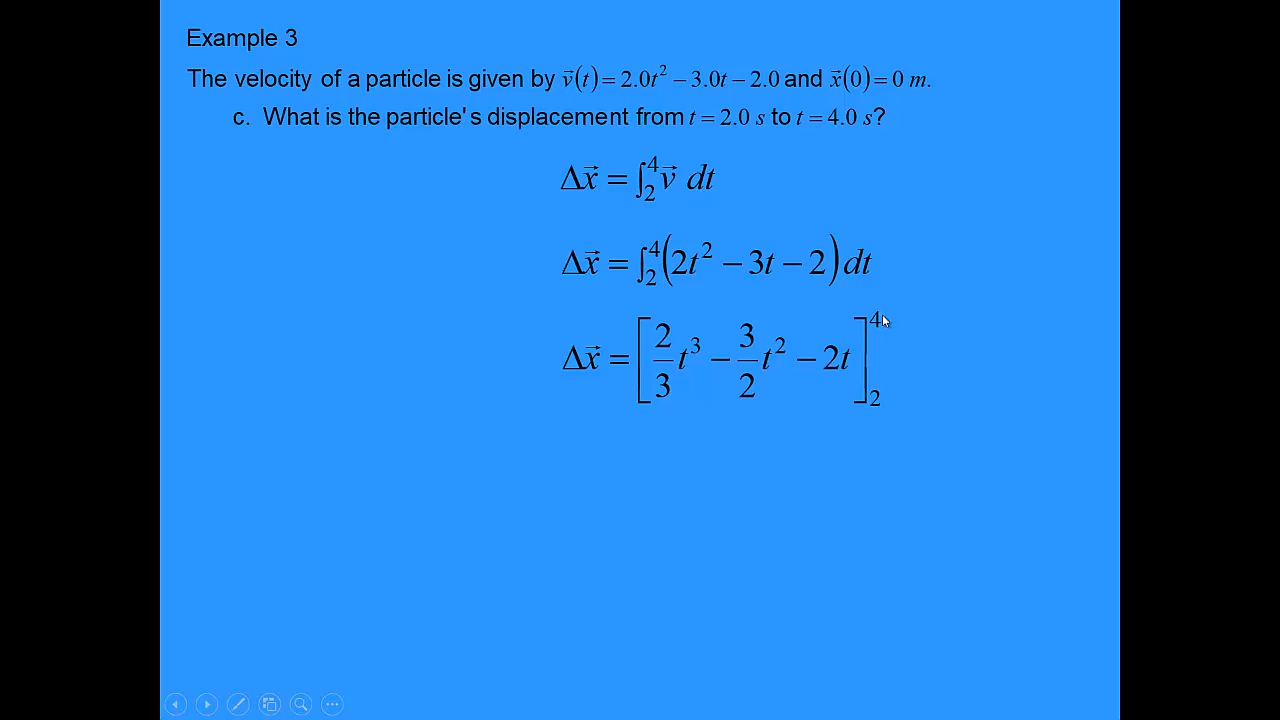 Example 3
The velocity of a particle is given by v⃗(t) = 2.0t² − 3.0t − 2.0 and x⃗(0) = 0 m.
c. What is the particle's displacement from t = 2.0 s to t = 4.0 s?
Δx⃗ = ∫₂⁴ v⃗ dt
Δx⃗ = ∫₂⁴ (2t² − 3t − 2) dt
Δx⃗ = [2/3 t³ − 3/2 t² − 2t]₂⁴